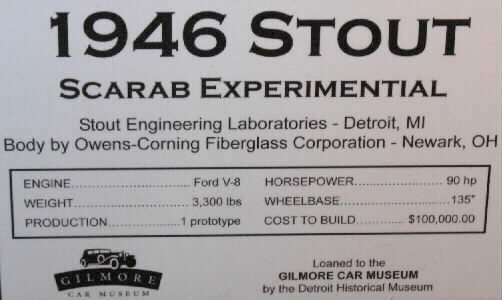 1946 STOUT
SCARAB EXPERIMENTAL
Stout Engineering Laboratories - Detroit, MI
Body by Owens-Corning Fiberglass Corporation - Newark, OH
ENGINE........................... Ford V-8 HORSEPOWER..................... 90 hp
WEIGHT........................... 3,300 lbs WHEELBASE........................ 135"
PRODUCTION.................1 prototype COST TO BUILD.......... $100,000.00
GILMORE
CAR MUSEUM
Loaned to the
GILMORE CAR MUSEUM
by the Detroit Historical Museum